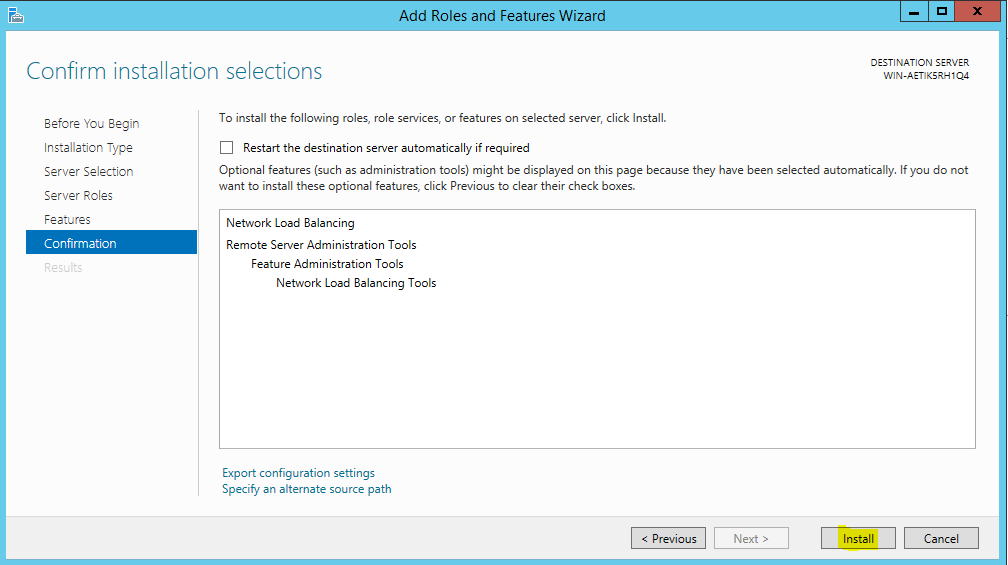 Add Roles and Features Wizard
Confirm installation selections
DESTINATION SERVER
WIN-AETIK5RH1Q4
Before You Begin
Installation Type
Server Selection
Server Roles
Features
Confirmation
Results
To install the following roles, role services, or features on selected server, click Install.
Restart the destination server automatically if required
Optional features (such as administration tools) might be displayed on this page because they have been selected automatically. If you do not
want to install these optional features, click Previous to clear their check boxes.
Network Load Balancing
Remote Server Administration Tools
Feature Administration Tools
Network Load Balancing Tools
Export configuration settings
Specify an alternate source path
< Previous
Next >
Install
Cancel